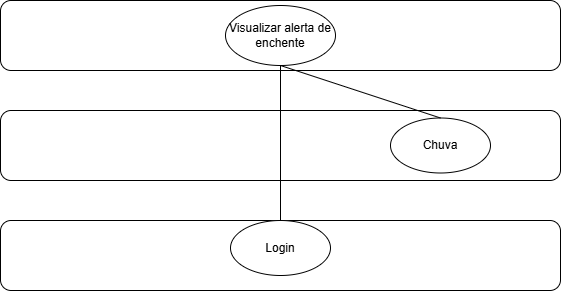 Visualizar alerta de
enchente
Chuva
Login